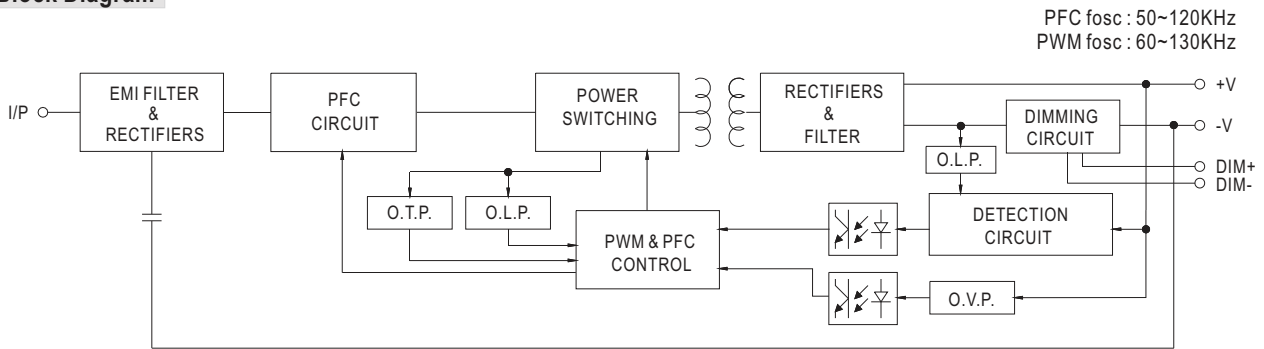 Block Diagram
PFC fosc : 50~120KHz
PWM fosc : 60~130KHz
I/P
EMI FILTER
&
RECTIFIERS
PFC
CIRCUIT
POWER
SWITCHING
RECTIFIERS
&
FILTER
DIMMING
CIRCUIT
+V
-V
DIM+
DIM-
O.L.P.
O.T.P.
O.L.P.
PWM & PFC
CONTROL
DETECTION
CIRCUIT
O.V.P.